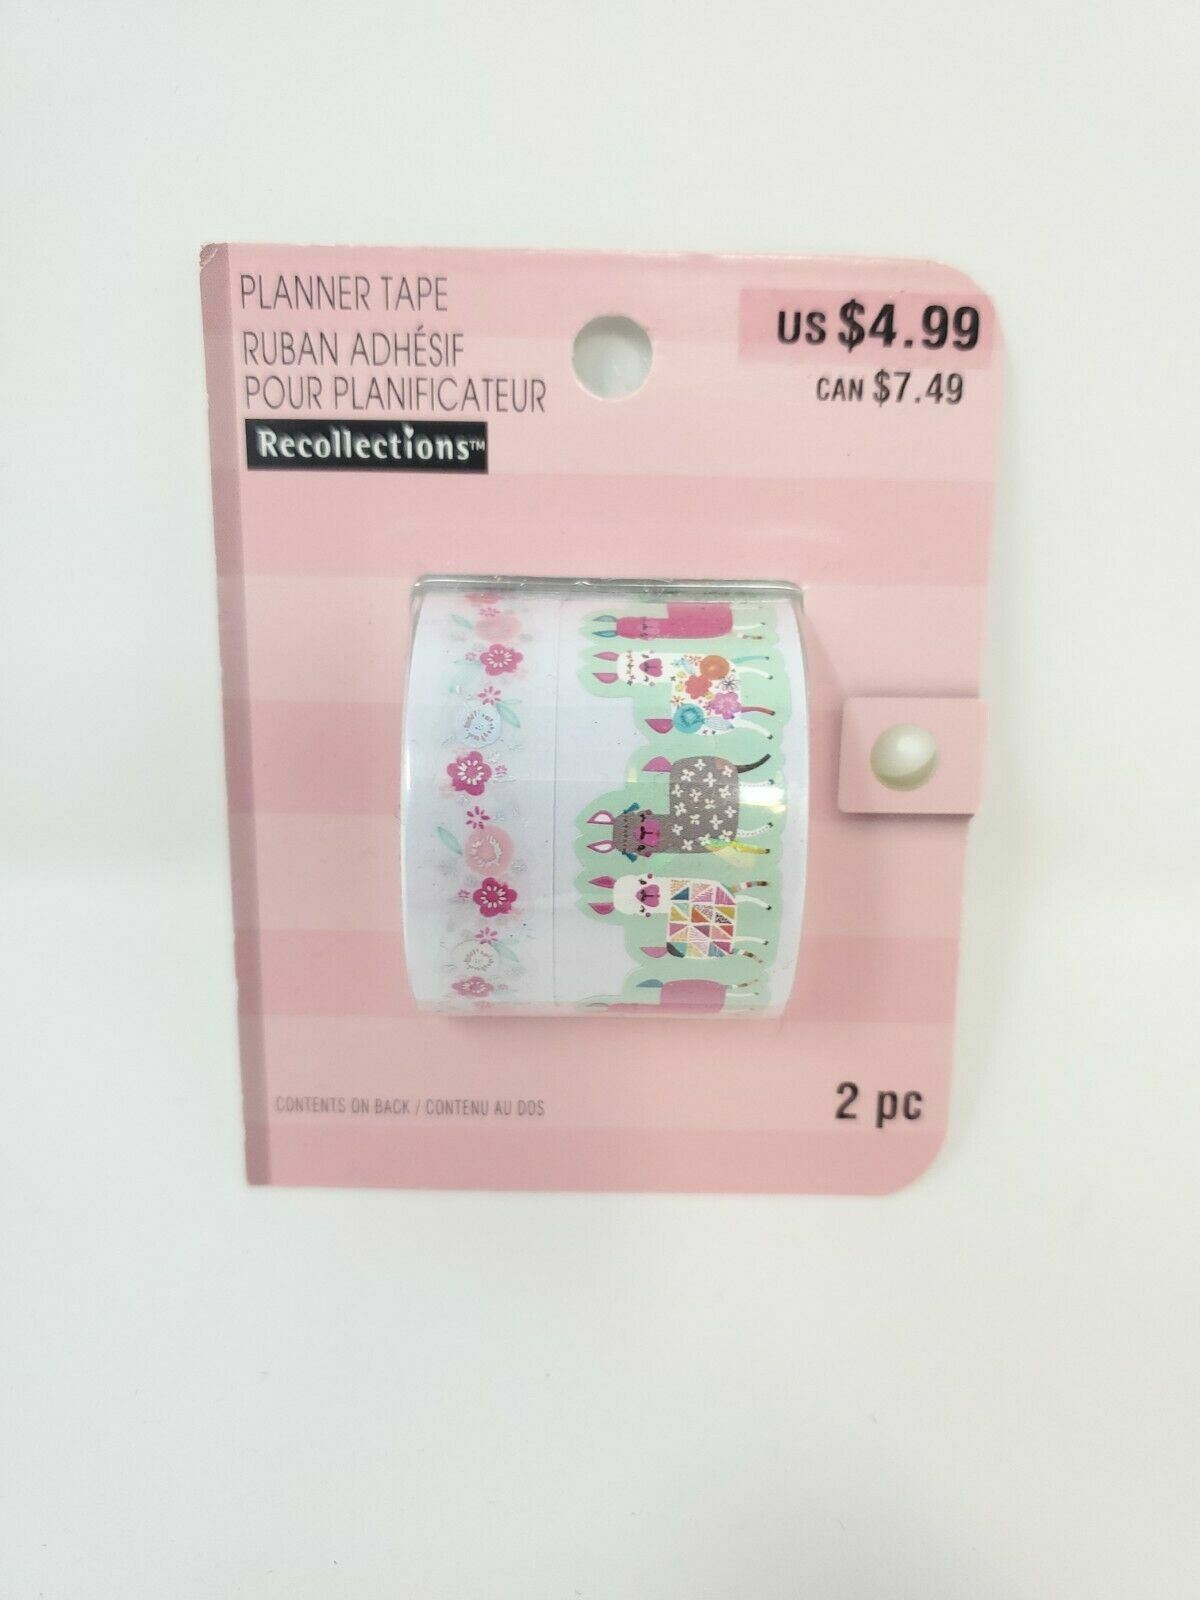 PLANNER TAPE
RUBAN ADHÉSIF
POUR PLANIFICATEUR
Recollections™
US $4.99
CAN $7.49
CONTENTS ON BACK / CONTENU AU DOS
2 pc